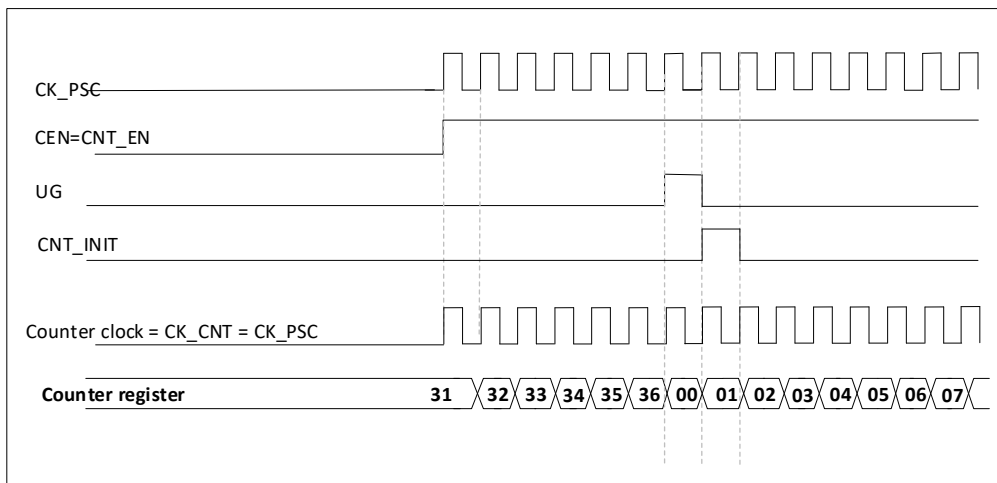 CK_PSC
CEN=CNT_EN
UG
CNT_INIT
Counter clock = CK_CNT = CK_PSC
Counter register 31 32 33 34 35 36 00 01 02 03 04 05 06 07